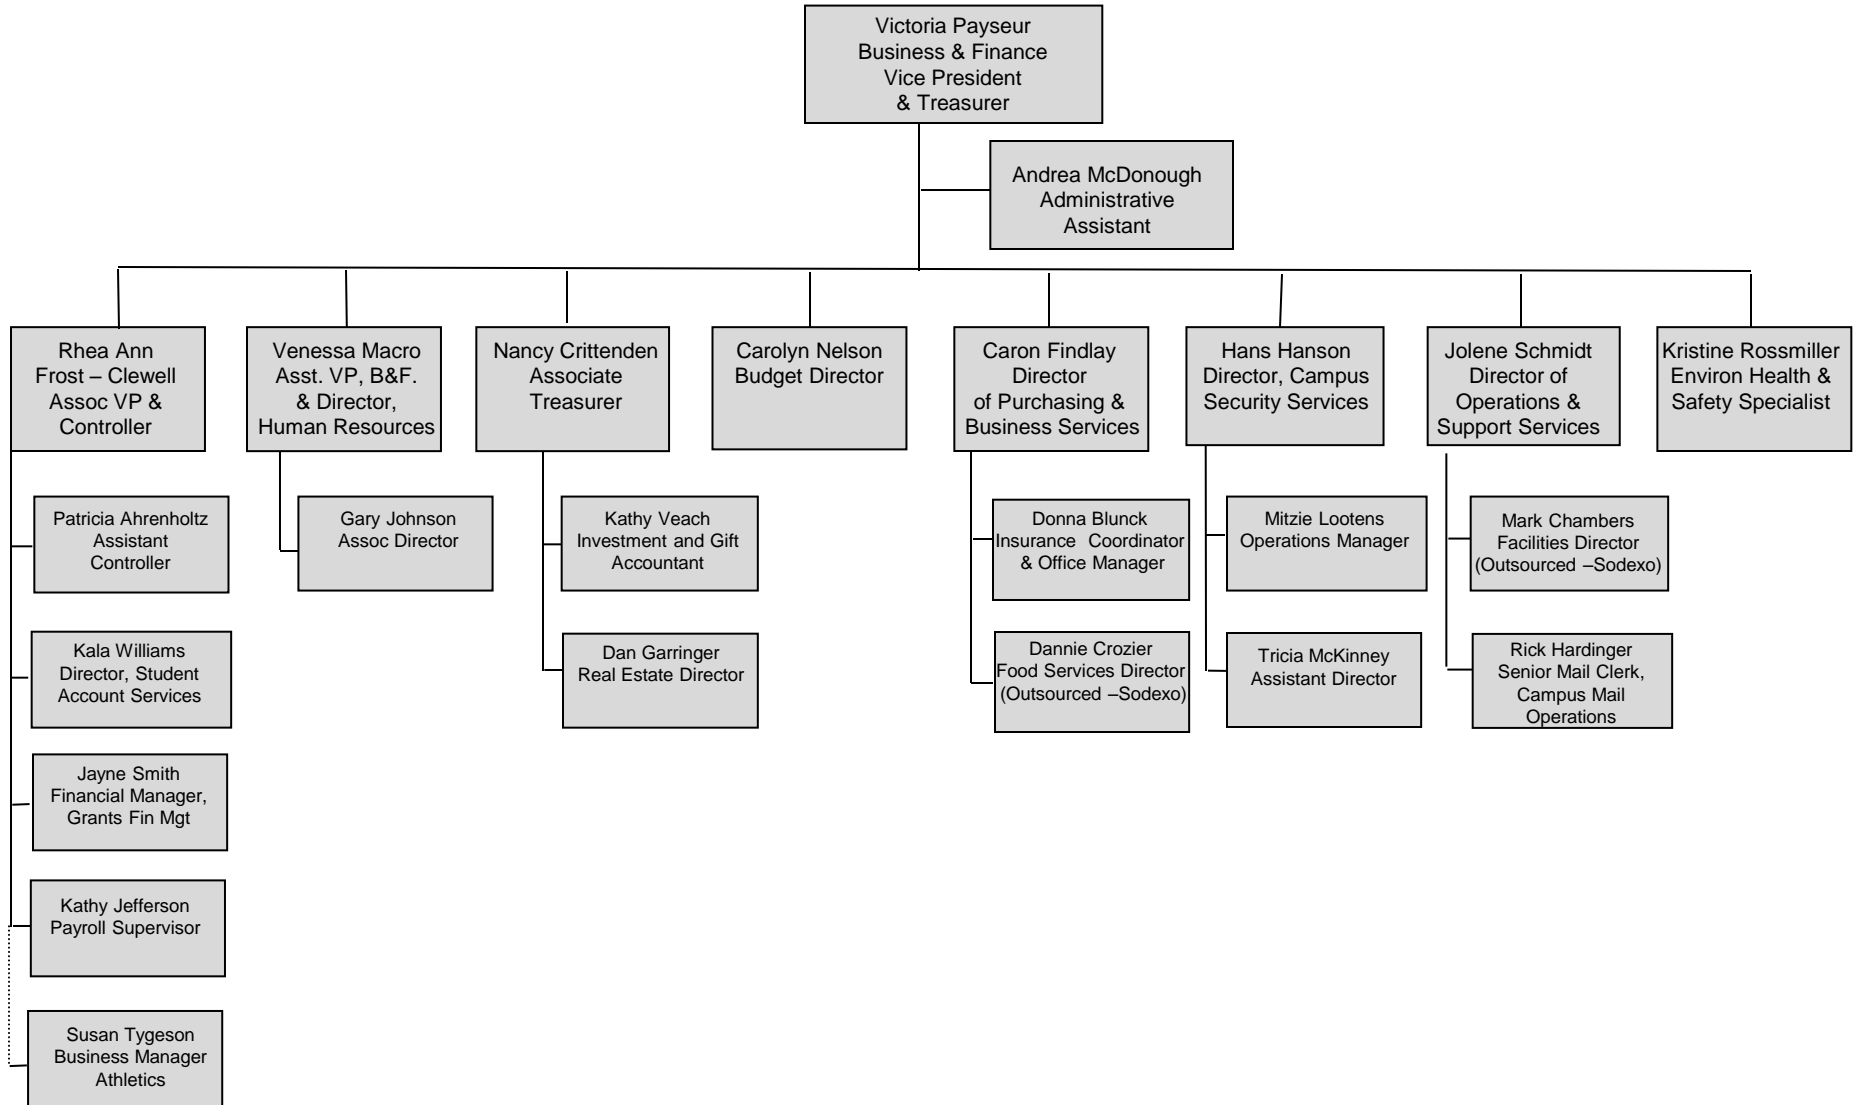 Victoria Payseur
Business & Finance
Vice President
& Treasurer
Andrea McDonough
Administrative
Assistant
Rhea Ann
Frost – Clewell
Assoc VP &
Controller
Venessa Macro
Asst. VP, B&F.
& Director,
Human Resources
Nancy Crittenden
Associate
Treasurer
Carolyn Nelson
Budget Director
Caron Findlay
Director
of Purchasing &
Business Services
Hans Hanson
Director, Campus
Security Services
Jolene Schmidt
Director of
Operations &
Support Services
Kristine Rossmiller
Environ Health &
Safety Specialist
Patricia Ahrenholtz
Assistant
Controller
Gary Johnson
Assoc Director
Kathy Veach
Investment and Gift
Accountant
Donna Blunck
Insurance Coordinator
& Office Manager
Mitzie Lootens
Operations Manager
Mark Chambers
Facilities Director
(Outsourced –Sodexo)
Kala Williams
Director, Student
Account Services
Dan Garringer
Real Estate Director
Dannie Crozier
Food Services Director
(Outsourced –Sodexo)
Tricia McKinney
Assistant Director
Rick Hardinger
Senior Mail Clerk,
Campus Mail
Operations
Jayne Smith
Financial Manager,
Grants Fin Mgt
Kathy Jefferson
Payroll Supervisor
Susan Tygeson
Business Manager
Athletics